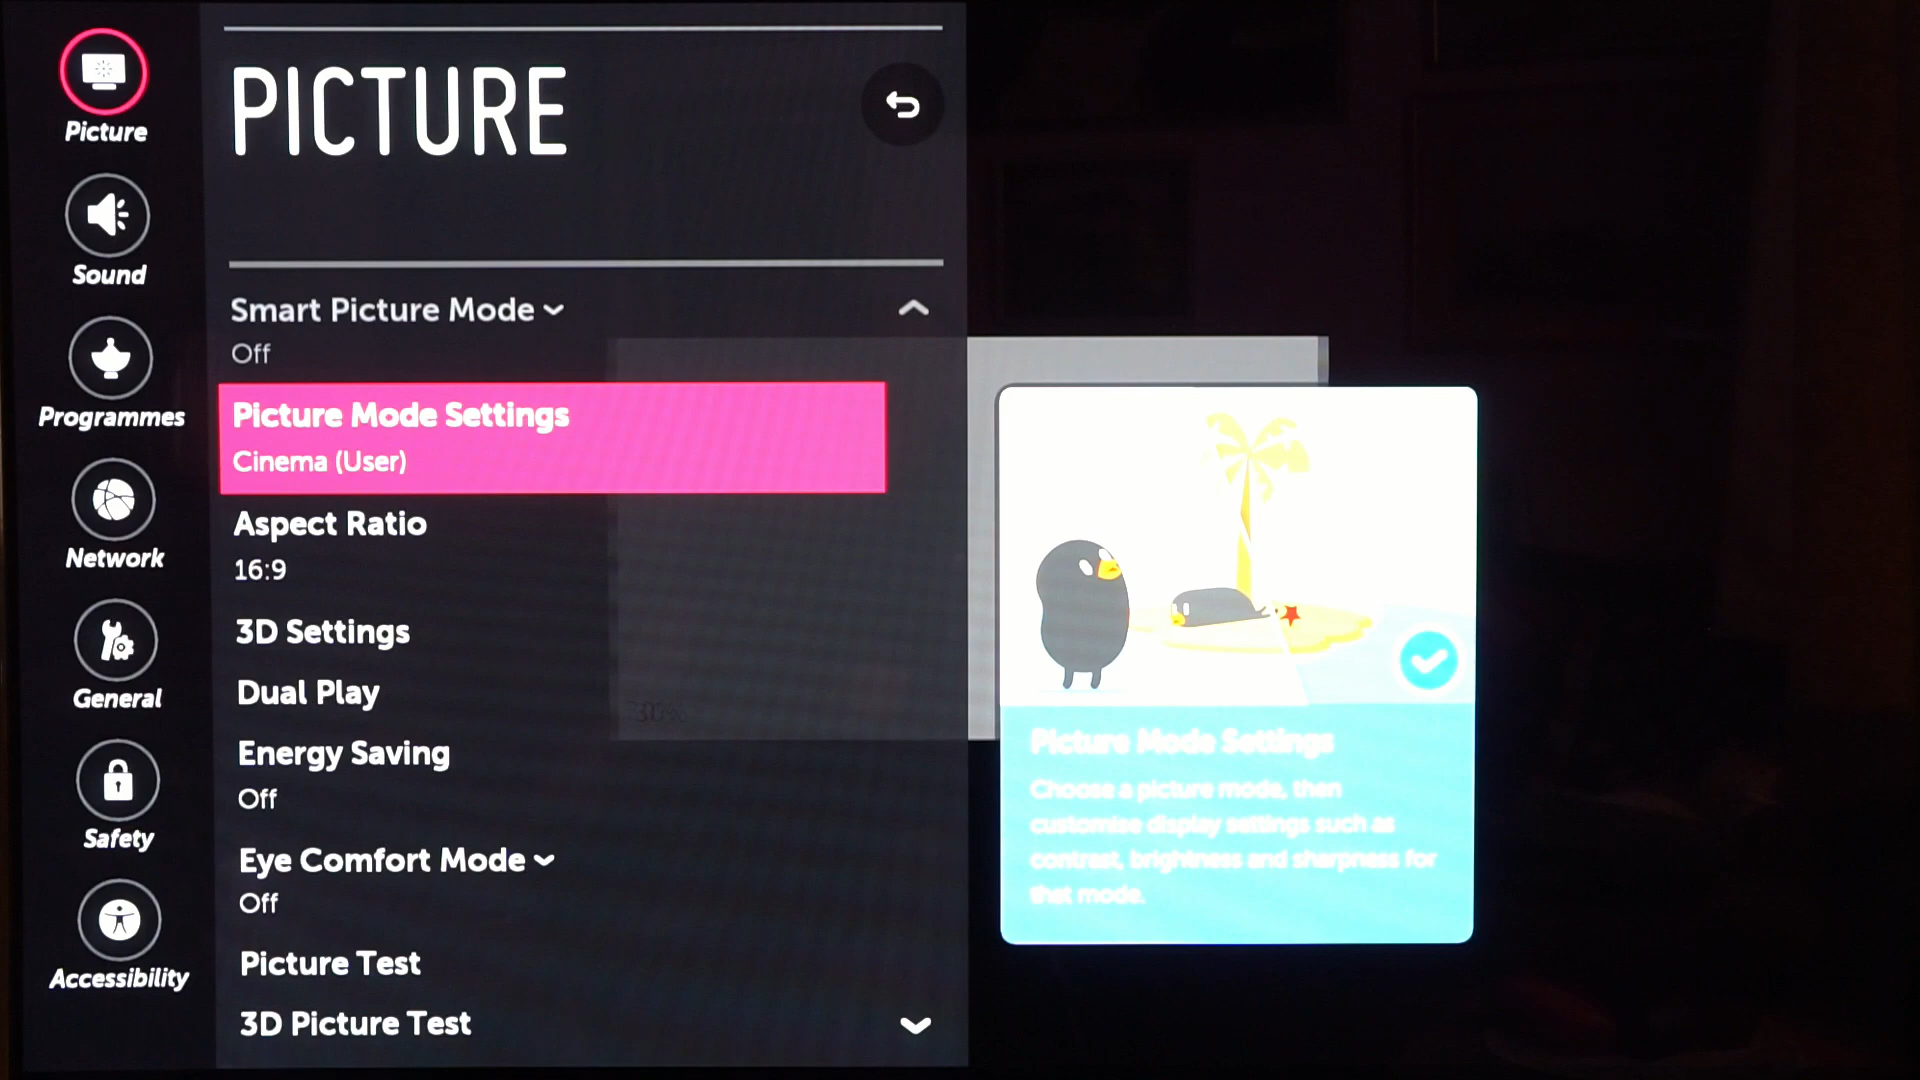 Picture
Sound
Programmes
Network
General
Safety
Accessibility
PICTURE
Smart Picture Mode
Off
Picture Mode Settings
Cinema (User)
Aspect Ratio
16:9
3D Settings
Dual Play
Energy Saving
Off
Eye Comfort Mode
Off
Picture Test
3D Picture Test
30%
Picture Mode Settings
Choose a picture mode, then
customise display settings such as
contrast, brightness and sharpness for
that mode.